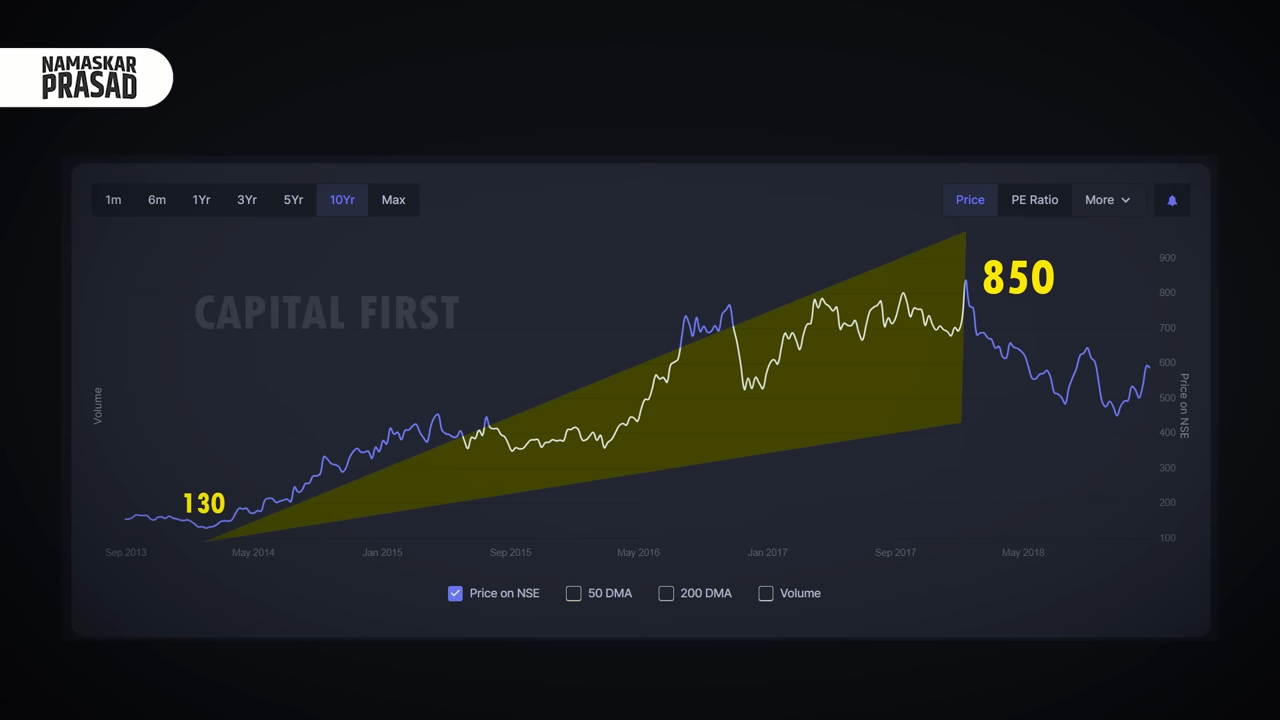 NAMASKAR
PRASAD
1m 6m 1Yr 3Yr 5Yr 10Yr Max
Price PE Ratio More
CAPITAL FIRST
850
130
Volume
Price on NSE
900
800
700
600
500
400
300
200
100
Sep 2013 May 2014 Jan 2015 Sep 2015 May 2016 Jan 2017 Sep 2017 May 2018
Price on NSE 50 DMA 200 DMA Volume